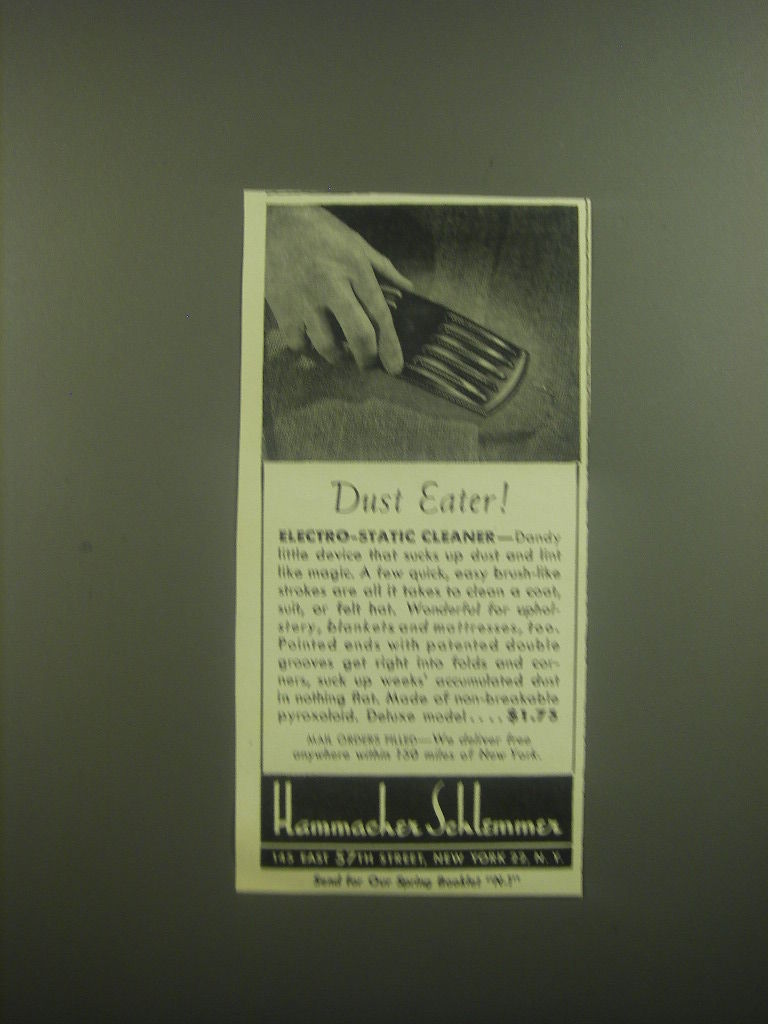 Dust Eater!
ELECTRO-STATIC CLEANER—Dandy
little device that sucks up dust and lint
like magic. A few quick, easy brush-like
strokes are all it takes to clean a coat,
suit, or felt hat. Wonderful for uphol-
stery, blankets and mattresses, too.
Pointed ends with patented double
grooves get right into folds and cor-
ners, suck up weeks' accumulated dust
in nothing flat. Made of non-breakable
pyroxoloid. Deluxe model.... $1.75
MAIL ORDERS FILLED—We deliver free
anywhere within 150 miles of New York.
Hammacher Schlemmer
145 EAST 57TH STREET, NEW YORK 22, N. Y.
Send for Our Spring Booklet